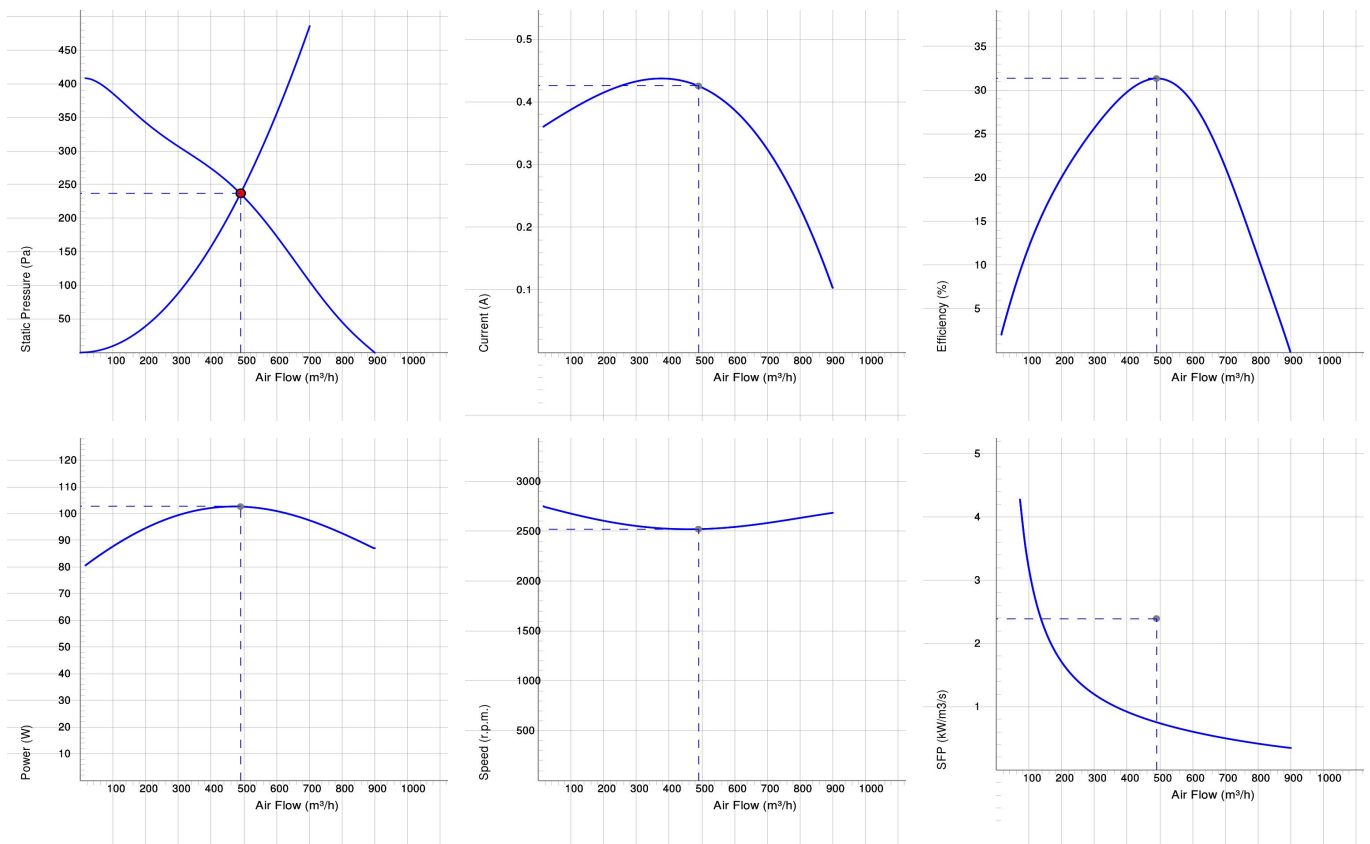 Static Pressure (Pa)
450
400
350
300
250
200
150
100
50
100 200 300 400 500 600 700 800 900 1000
Air Flow (m³/h)
Current (A)
0.5
0.4
0.3
0.2
0.1
100 200 300 400 500 600 700 800 900 1000
Air Flow (m³/h)
Efficiency (%)
35
30
25
20
15
10
5
100 200 300 400 500 600 700 800 900 1000
Air Flow (m³/h)
Power (W)
120
110
100
90
80
70
60
50
40
30
20
10
100 200 300 400 500 600 700 800 900 1000
Air Flow (m³/h)
Speed (r.p.m.)
3000
2500
2000
1500
1000
500
100 200 300 400 500 600 700 800 900 1000
Air Flow (m³/h)
SFP (kW/m3/s)
5
4
3
2
1
100 200 300 400 500 600 700 800 900 1000
Air Flow (m³/h)